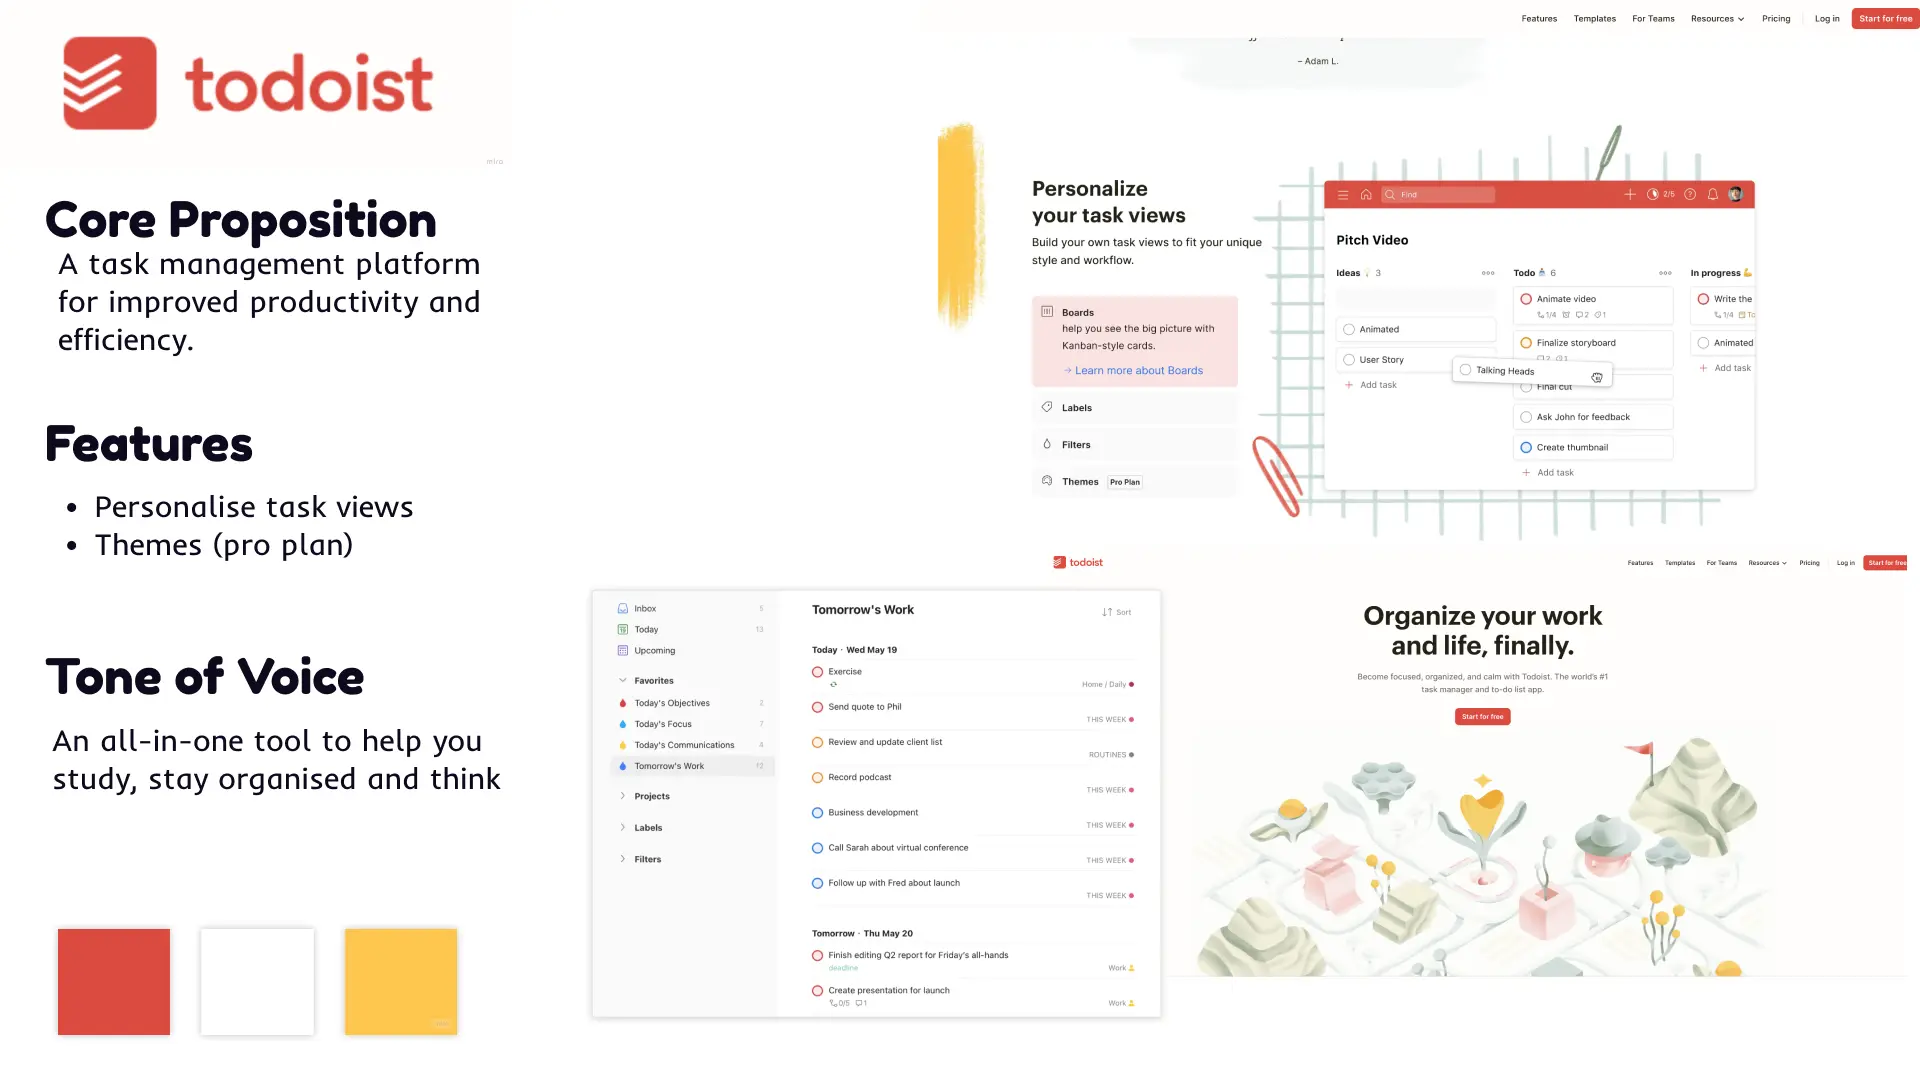 todoist
miro
Core Proposition
A task management platform
for improved productivity and
efficiency.
Features
Personalise task views
Themes (pro plan)
Tone of Voice
An all-in-one tool to help you
study, stay organised and think
Features Templates For Teams Resources Pricing Log in Start for free
– Adam L.
Personalize
your task views
Build your own task views to fit your unique
style and workflow.
Boards
help you see the big picture with
Kanban-style cards.
→ Learn more about Boards
Labels
Filters
Themes Pro Plan
Find
2/5
Pitch Video
Ideas 3
Animated
User Story
Add task
Talking Heads
Todo 6
Animate video
1/4 2 1
Finalize storyboard
Final cut
Ask John for feedback
Create thumbnail
Add task
In progress
Write the
1/4 To
Animated
Add task
todoist
Features Templates For Teams Resources Pricing Log in Start for free
Organize your work
and life, finally.
Become focused, organized, and calm with Todoist. The world's #1
task manager and to-do list app.
Start for free
Inbox 5
Today 13
Upcoming
Favorites
Today's Objectives 2
Today's Focus 7
Today's Communications 4
Tomorrow's Work 12
Projects
Labels
Filters
Tomorrow's Work
Sort
Today · Wed May 19
Exercise
Home / Daily
Send quote to Phil
THIS WEEK
Review and update client list
ROUTINES
Record podcast
THIS WEEK
Business development
THIS WEEK
Call Sarah about virtual conference
THIS WEEK
Follow up with Fred about launch
THIS WEEK
Tomorrow · Thu May 20
Finish editing Q2 report for Friday's all-hands
deadline
Work
Create presentation for launch
0/5 1
Work